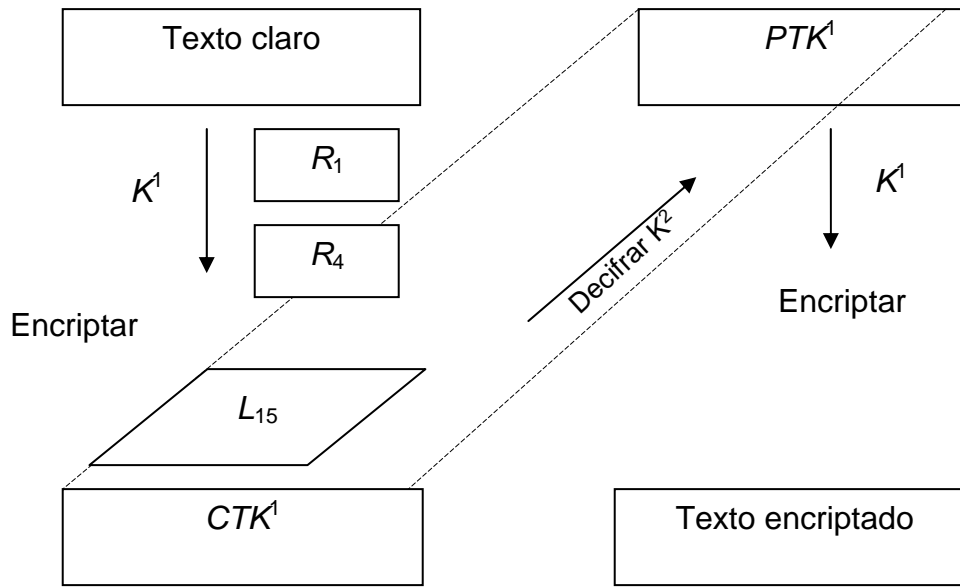 Texto claro
PTK¹
R₁
K¹
K¹
R₄
Decifrar K²
Encriptar
Encriptar
L₁₅
CTK¹
Texto encriptado